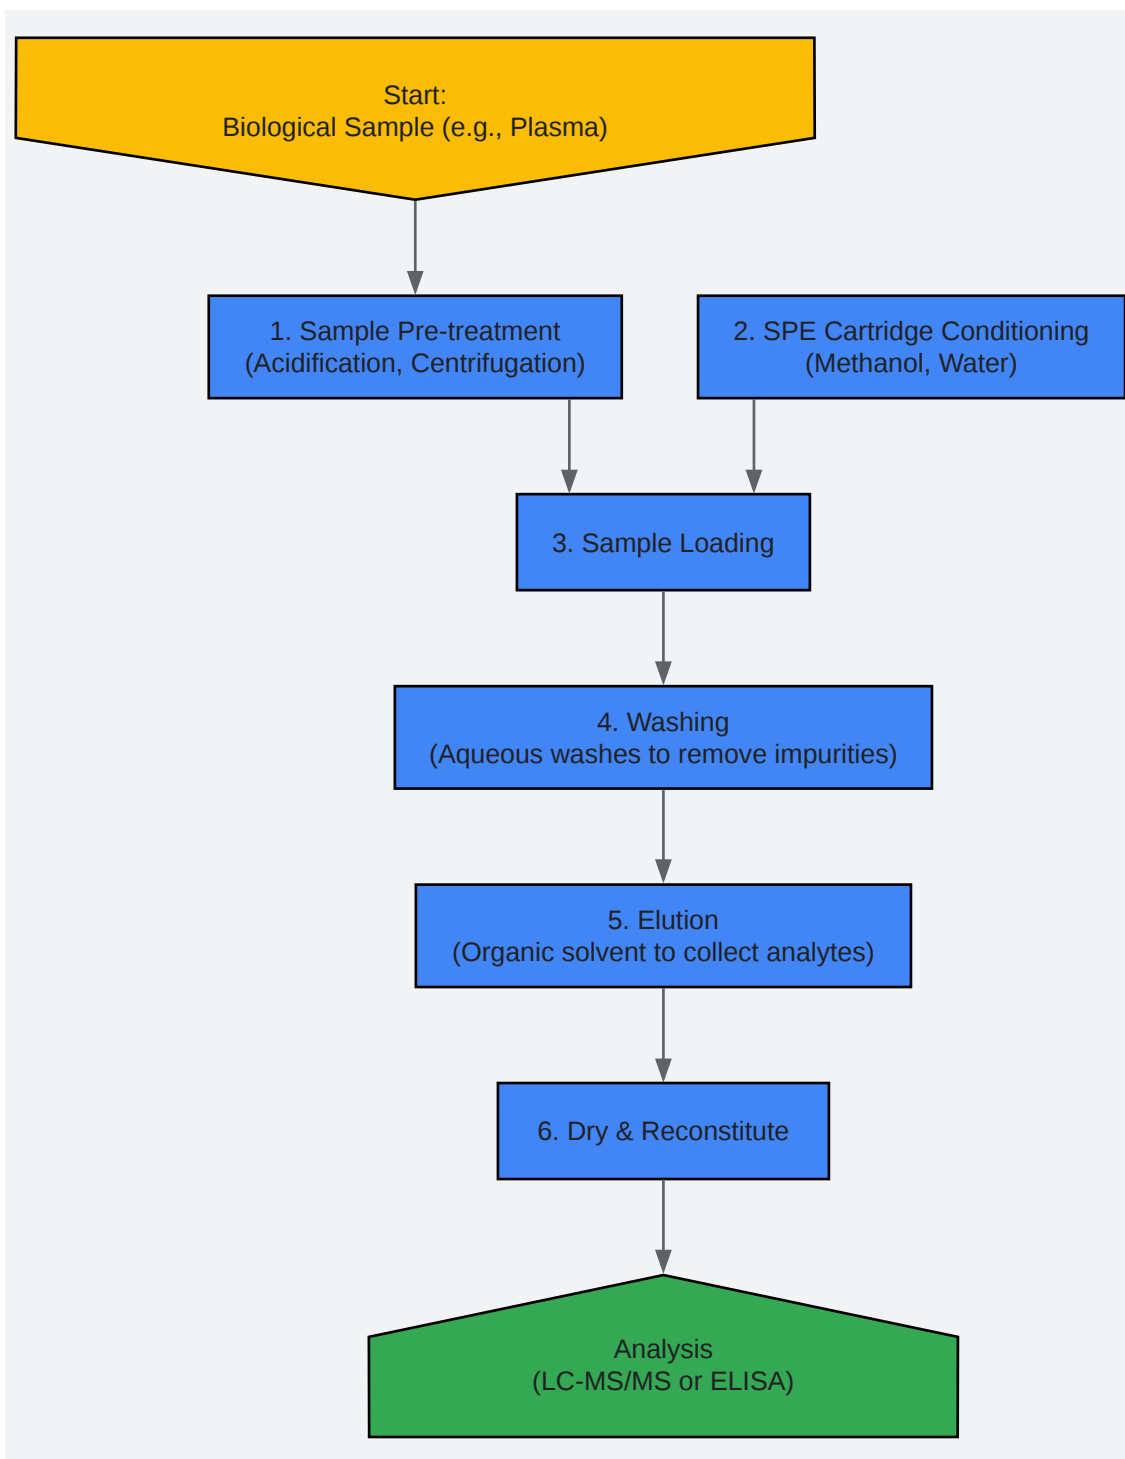 Start:
Biological Sample (e.g., Plasma)
1. Sample Pre-treatment
(Acidification, Centrifugation)
2. SPE Cartridge Conditioning
(Methanol, Water)
3. Sample Loading
4. Washing
(Aqueous washes to remove impurities)
5. Elution
(Organic solvent to collect analytes)
6. Dry & Reconstitute
Analysis
(LC-MS/MS or ELISA)